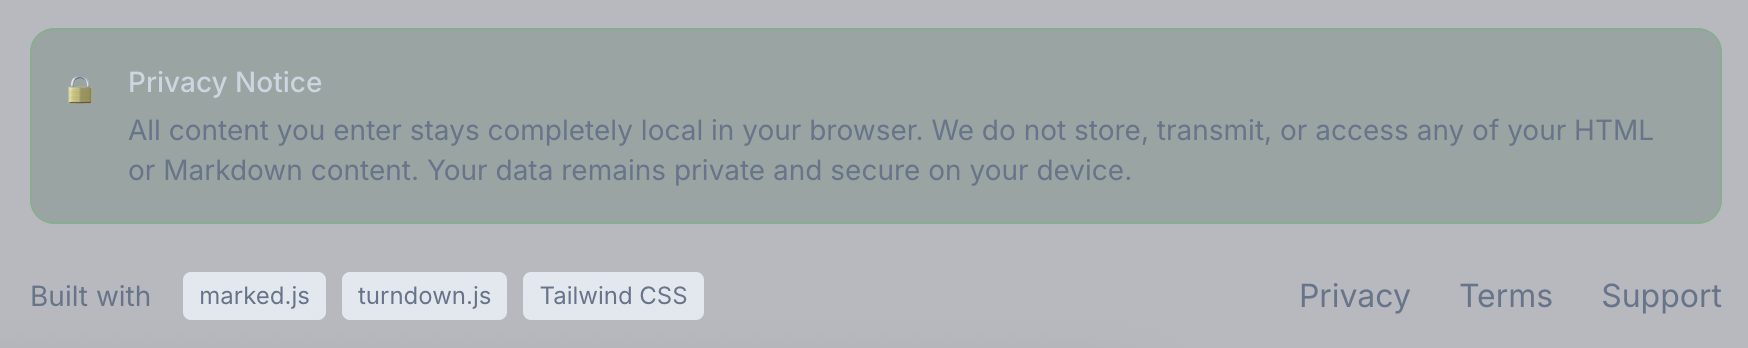 Privacy Notice
All content you enter stays completely local in your browser. We do not store, transmit, or access any of your HTML
or Markdown content. Your data remains private and secure on your device.
Built with marked.js turndown.js Tailwind CSS Privacy Terms Support